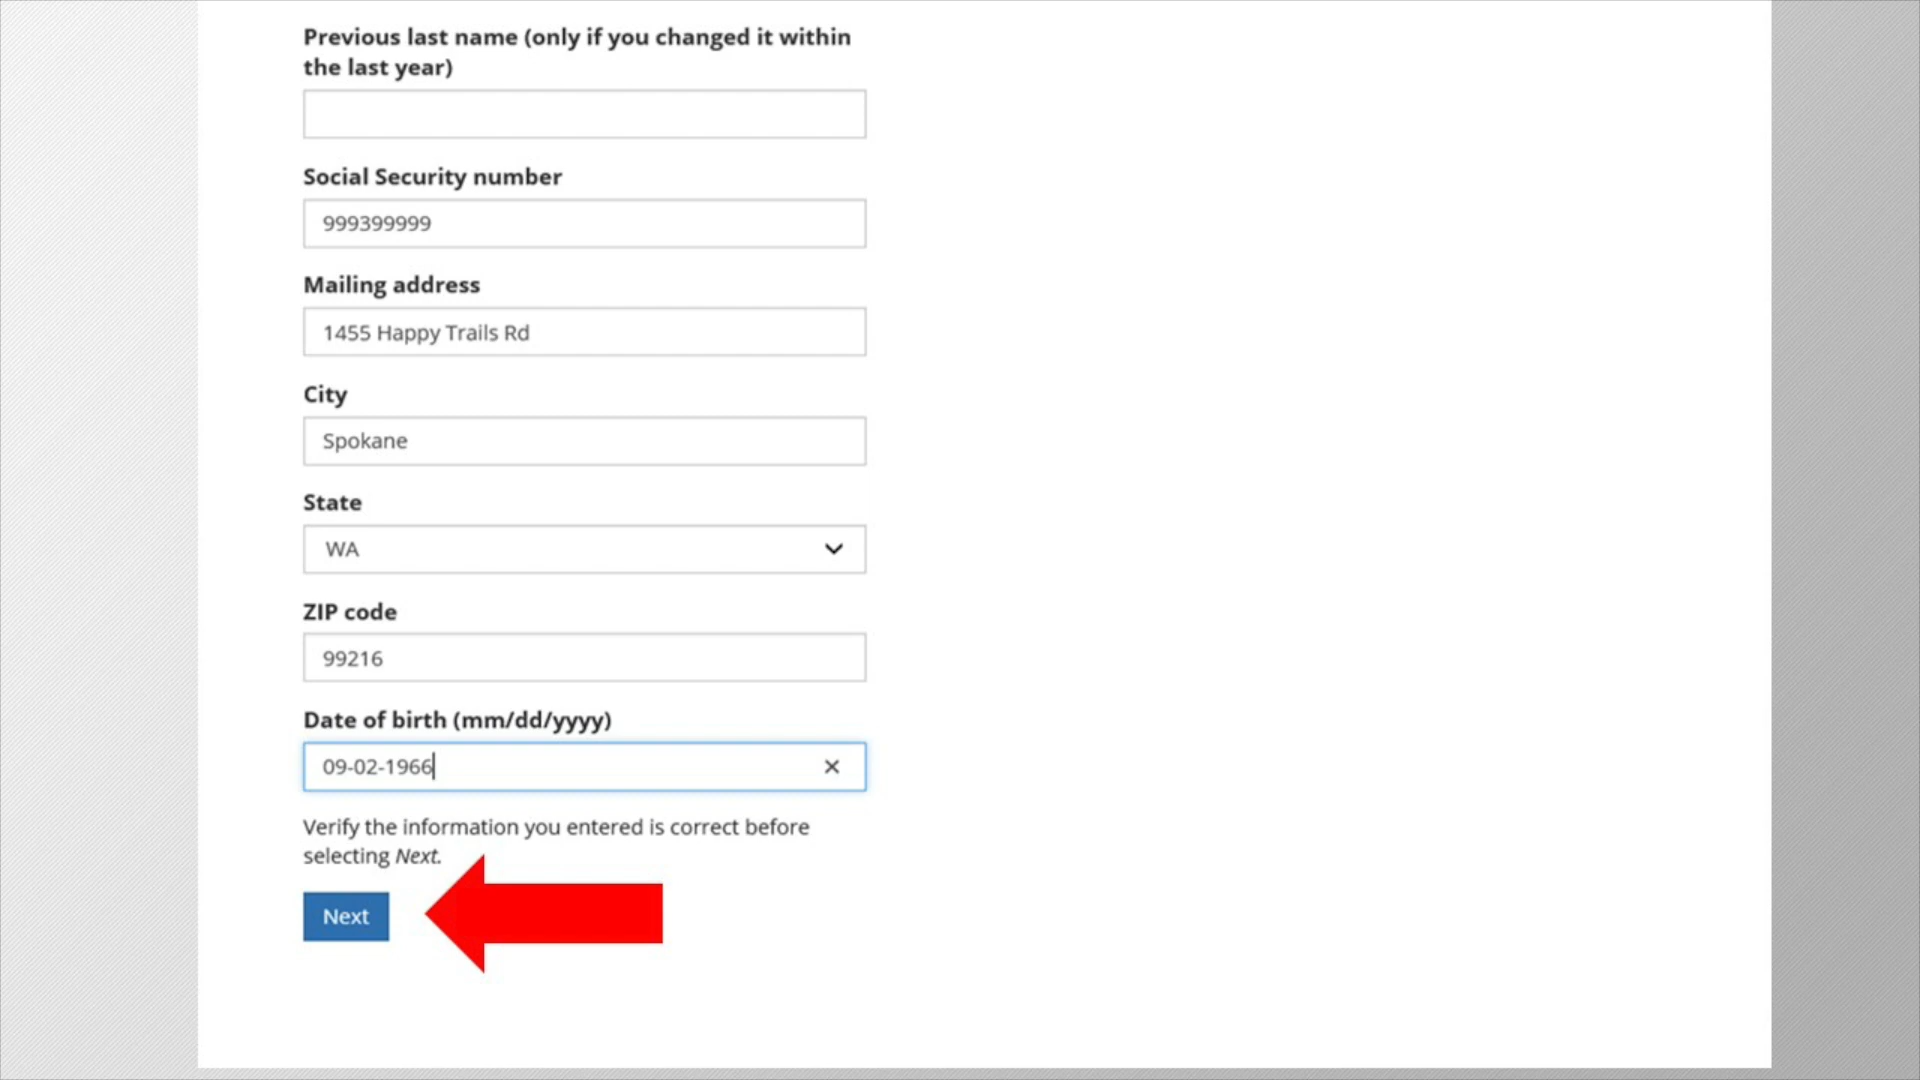 Previous last name (only if you changed it within
the last year)
Social Security number
999399999
Mailing address
1455 Happy Trails Rd
City
Spokane
State
WA
ZIP code
99216
Date of birth (mm/dd/yyyy)
09-02-1966
Verify the information you entered is correct before
selecting Next.
Next